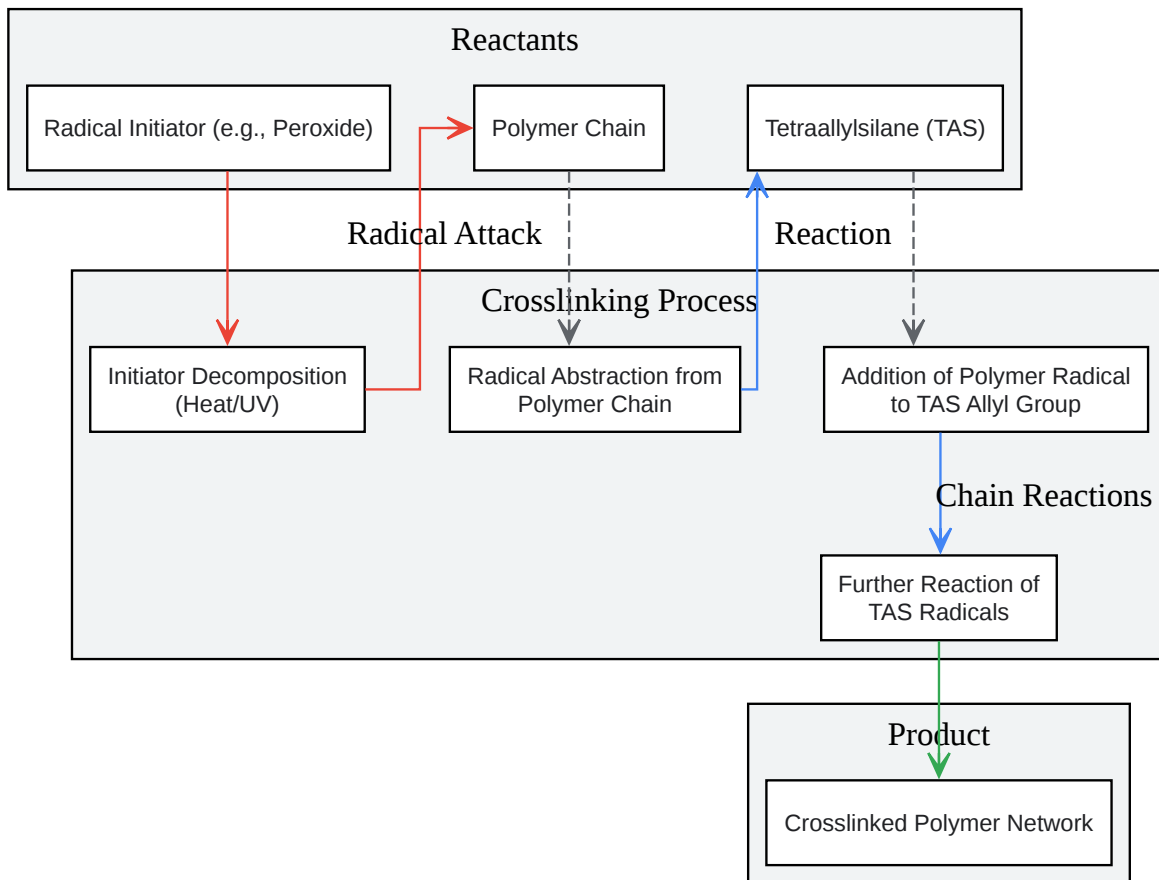 Reactants
Radical Initiator (e.g., Peroxide)
Polymer Chain
Tetraallylsilane (TAS)
Radical Attack
Reaction
Crosslinking Process
Initiator Decomposition
(Heat/UV)
Radical Abstraction from
Polymer Chain
Addition of Polymer Radical
to TAS Allyl Group
Chain Reactions
Further Reaction of
TAS Radicals
Product
Crosslinked Polymer Network